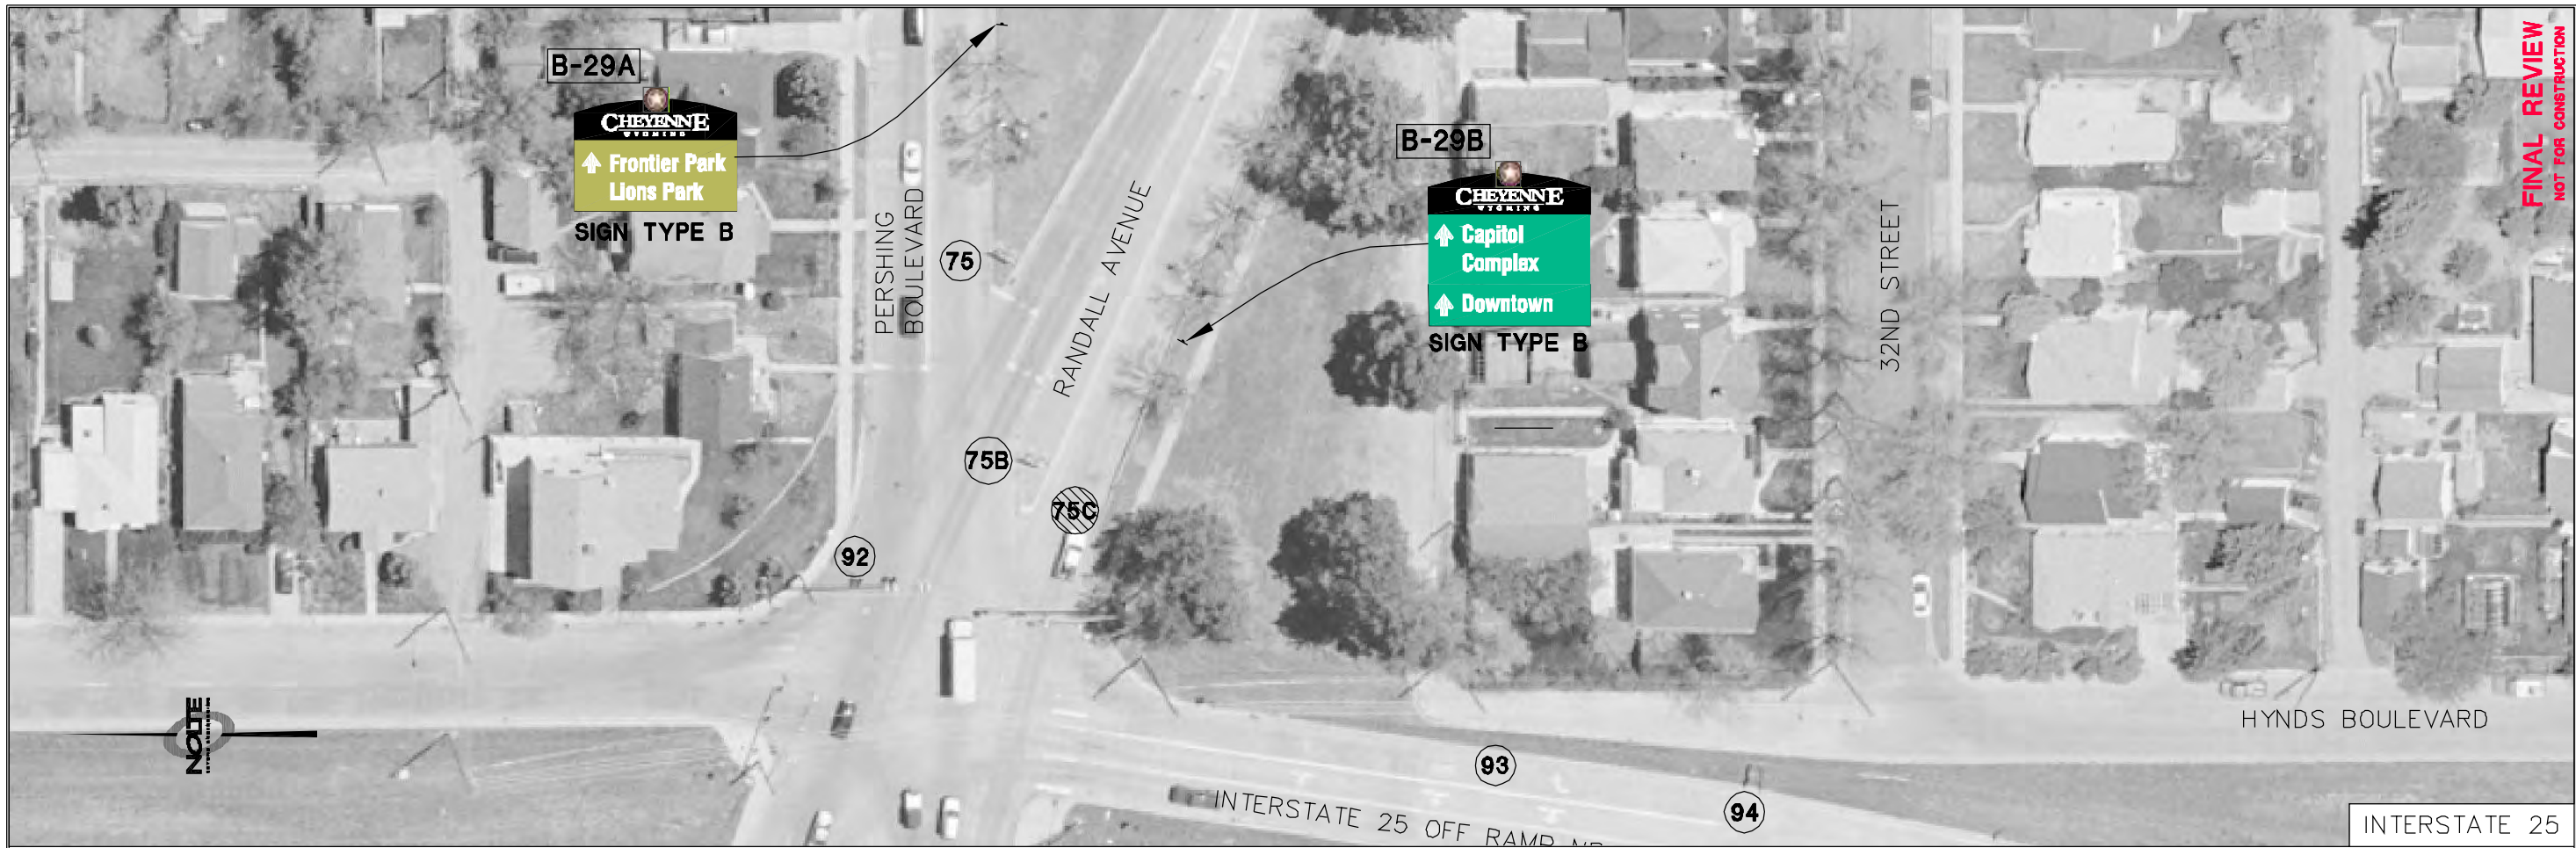 B-29A
CHEYENNE
WYOMING
Frontier Park
Lions Park
SIGN TYPE B
PERSHING
BOULEVARD
RANDALL AVENUE
B-29B
CHEYENNE
WYOMING
Capitol
Complex
Downtown
SIGN TYPE B
32ND STREET
FINAL REVIEW
NOT FOR CONSTRUCTION
75
75B
75C
92
93
94
NOLTE
HYNDS BOULEVARD
INTERSTATE 25 OFF RAMP NB
INTERSTATE 25